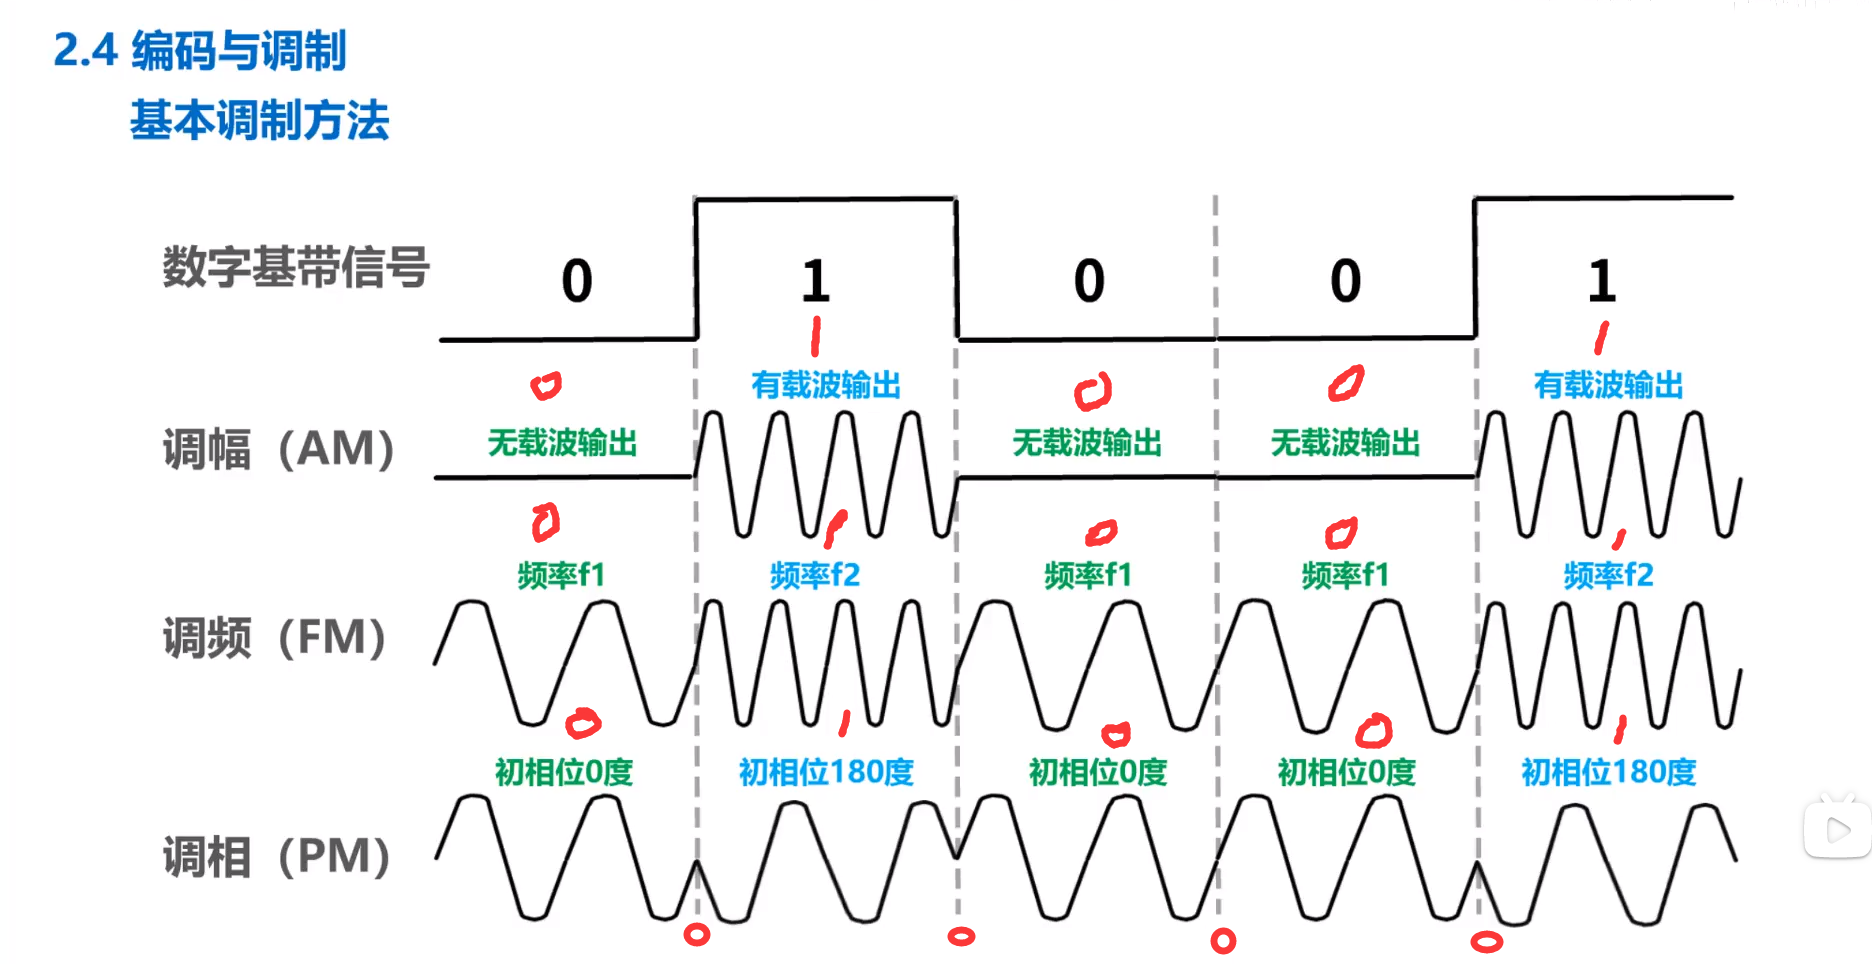 2.4 编码与调制
基本调制方法
数字基带信号 0 1 0 0 1
1 1
0 有载波输出 0 0 有载波输出
调幅（AM） 无载波输出 无载波输出 无载波输出
0 1 0 0 1
频率f1 频率f2 频率f1 频率f1 频率f2
调频（FM）
0 1 0 0 1
初相位0度 初相位180度 初相位0度 初相位0度 初相位180度
调相（PM）
0 0 0 0